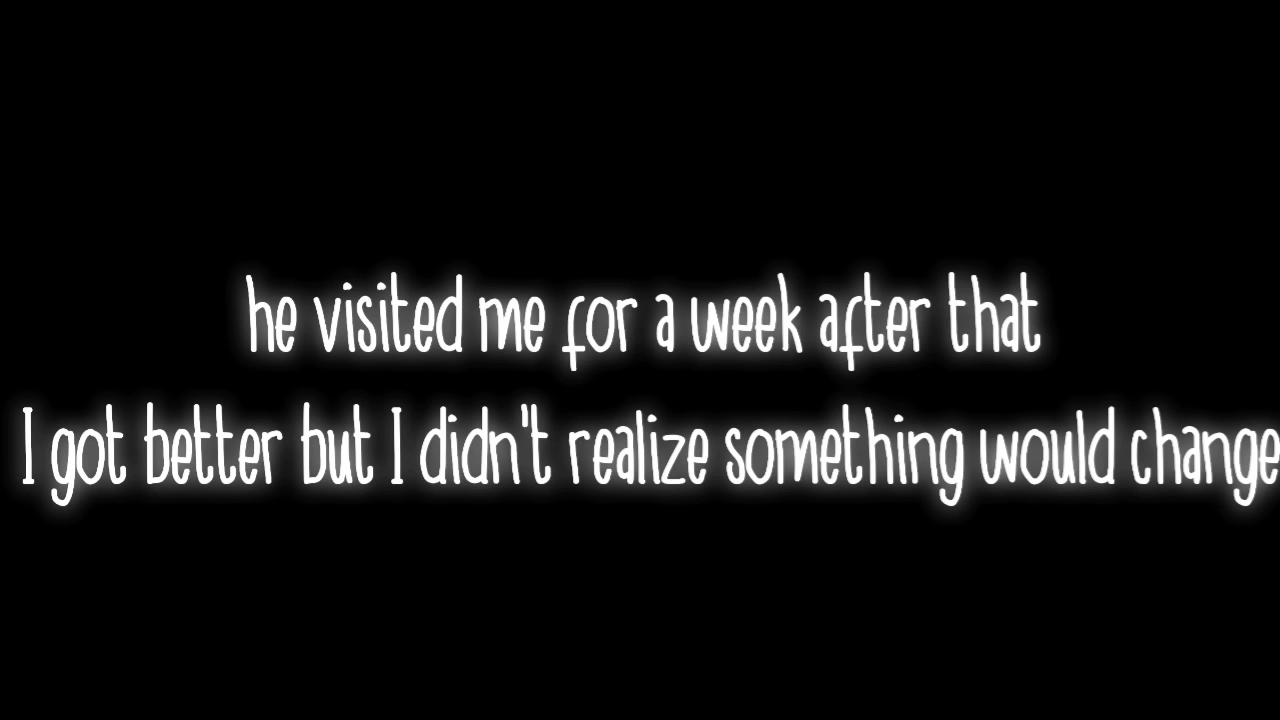 he visited me for a week after that
I got better but I didn't realize something would change